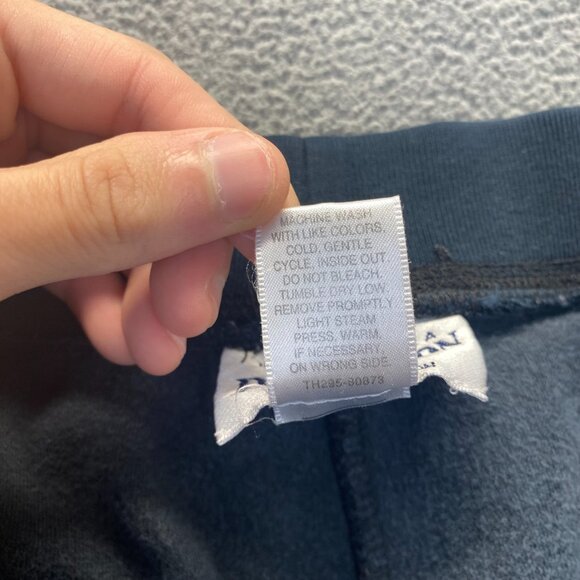 MACHINE WASH
WITH LIKE COLORS,
COLD, GENTLE
CYCLE. INSIDE OUT
DO NOT BLEACH,
TUMBLE DRY LOW
REMOVE PROMPTLY
LIGHT STEAM
PRESS, WARM
IF NECESSARY,
ON WRONG SIDE.
TH295-80873